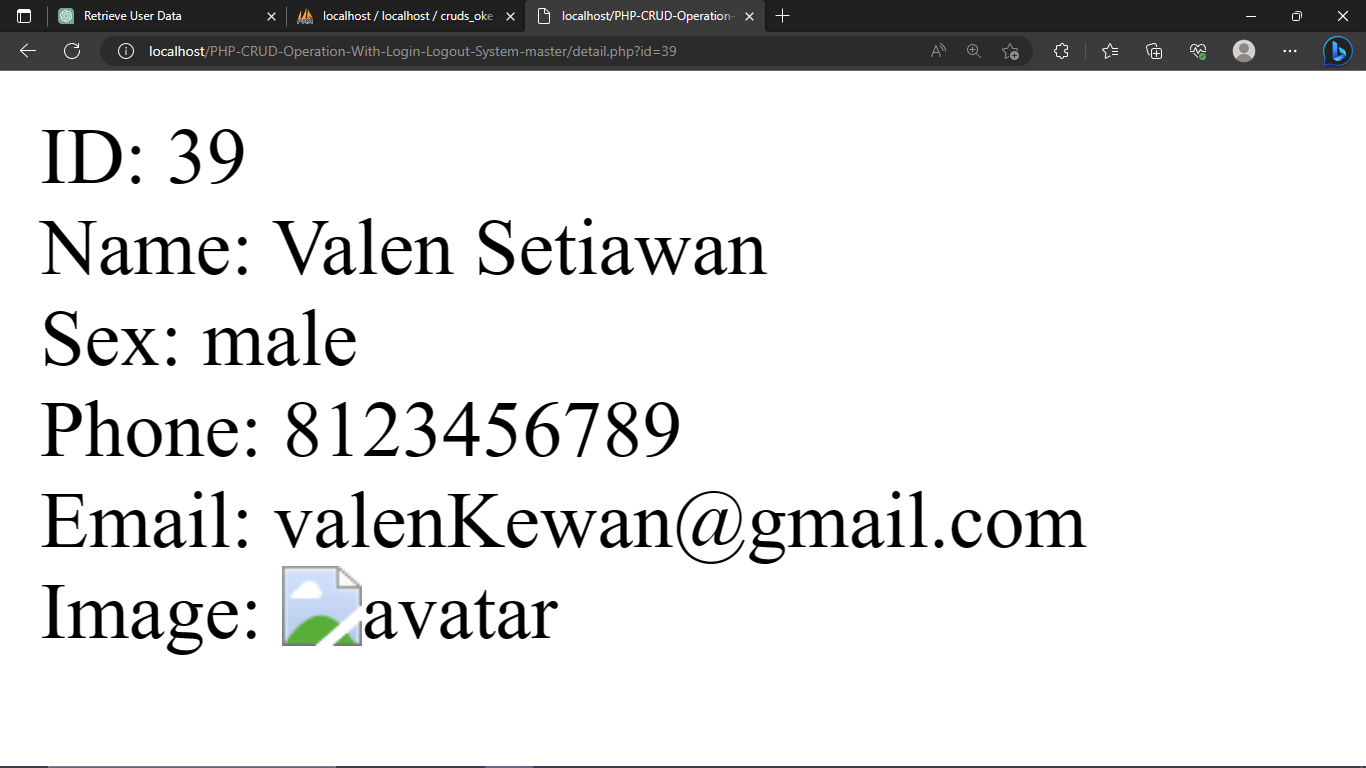 Retrieve User Data
localhost / localhost / cruds_oke
localhost/PHP-CRUD-Operation-
localhost/PHP-CRUD-Operation-With-Login-Logout-System-master/detail.php?id=39
ID: 39
Name: Valen Setiawan
Sex: male
Phone: 8123456789
Email: valenKewan@gmail.com
Image: avatar